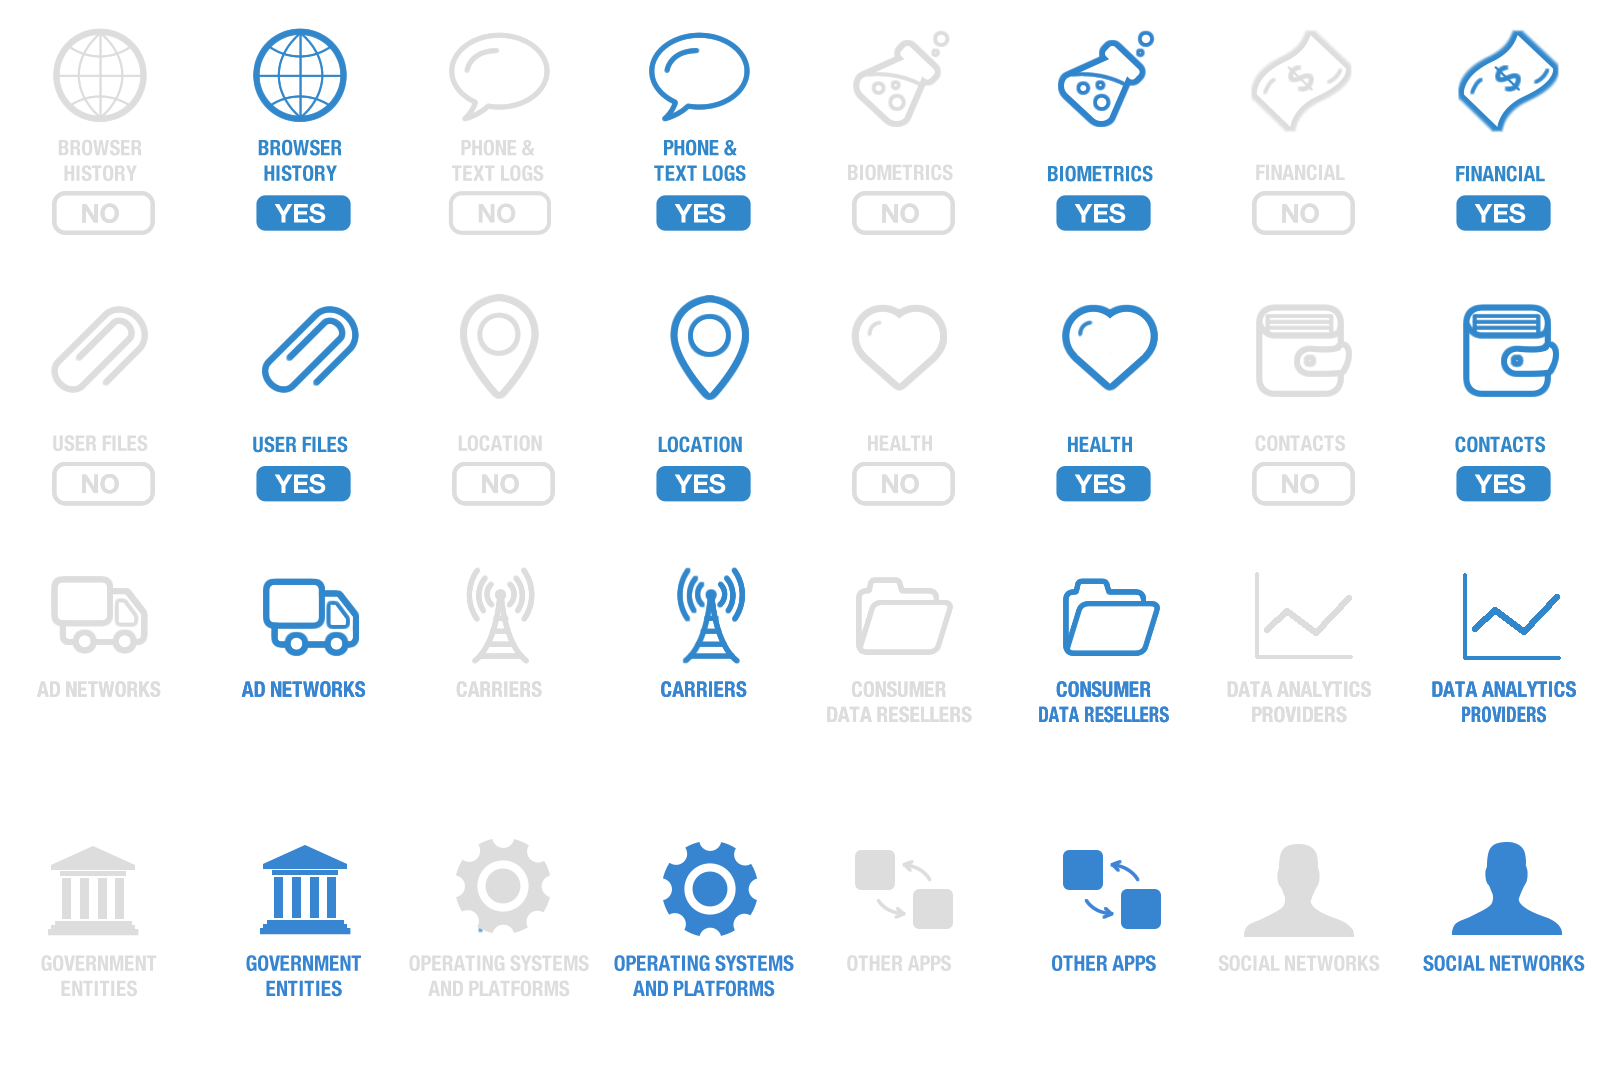 BROWSER
HISTORY
NO
BROWSER
HISTORY
YES
PHONE &
TEXT LOGS
NO
PHONE &
TEXT LOGS
YES
BIOMETRICS
NO
BIOMETRICS
YES
$
FINANCIAL
NO
$
FINANCIAL
YES
USER FILES
NO
USER FILES
YES
LOCATION
NO
LOCATION
YES
HEALTH
NO
HEALTH
YES
CONTACTS
NO
CONTACTS
YES
AD NETWORKS
AD NETWORKS
CARRIERS
CARRIERS
CONSUMER
DATA RESELLERS
CONSUMER
DATA RESELLERS
DATA ANALYTICS
PROVIDERS
DATA ANALYTICS
PROVIDERS
GOVERNMENT
ENTITIES
GOVERNMENT
ENTITIES
OPERATING SYSTEMS
AND PLATFORMS
OPERATING SYSTEMS
AND PLATFORMS
OTHER APPS
OTHER APPS
SOCIAL NETWORKS
SOCIAL NETWORKS